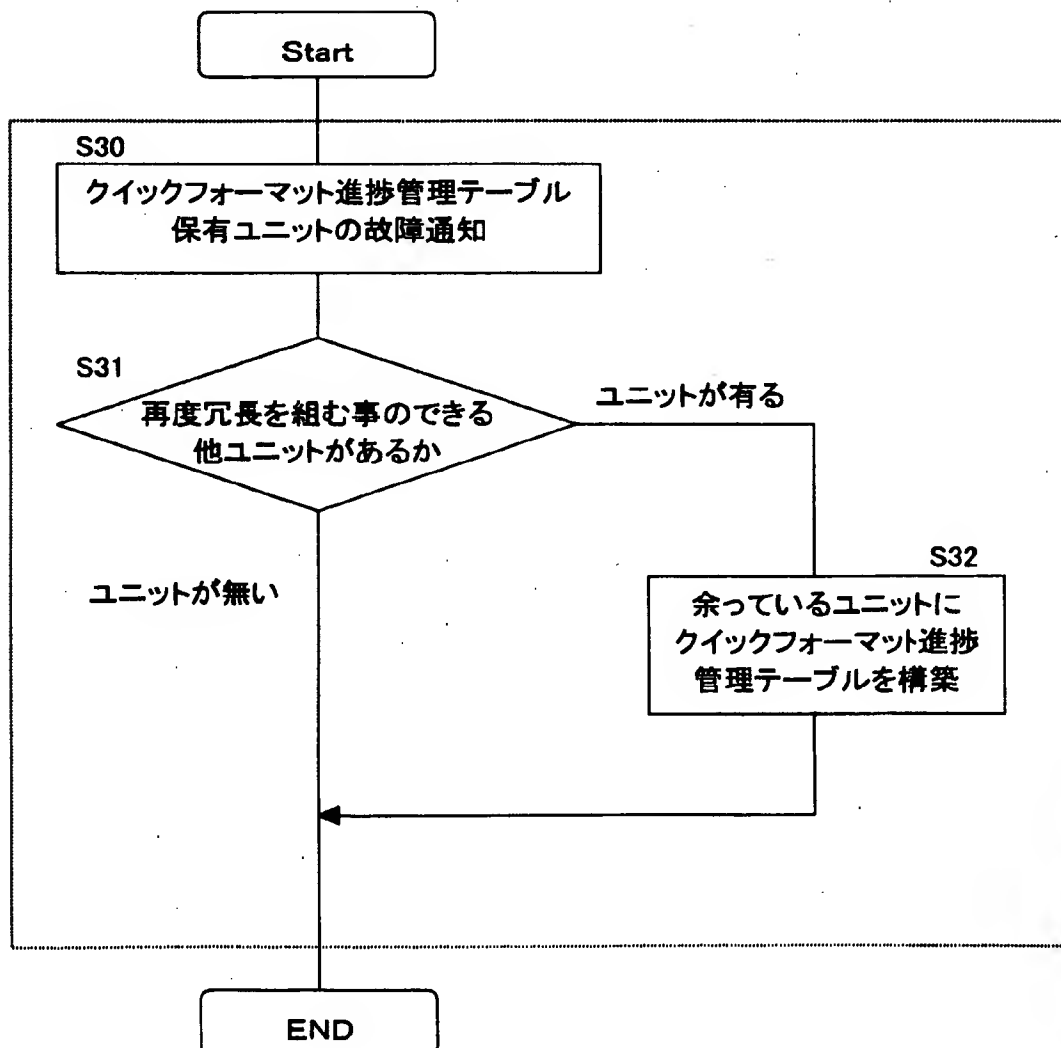 Start
S30
クイックフォーマット進捗管理テーブル
保有ユニットの故障通知
S31
再度冗長を組む事のできる
他ユニットがあるか
ユニットが有る
ユニットが無い
S32
余っているユニットに
クイックフォーマット進捗
管理テーブルを構築
END